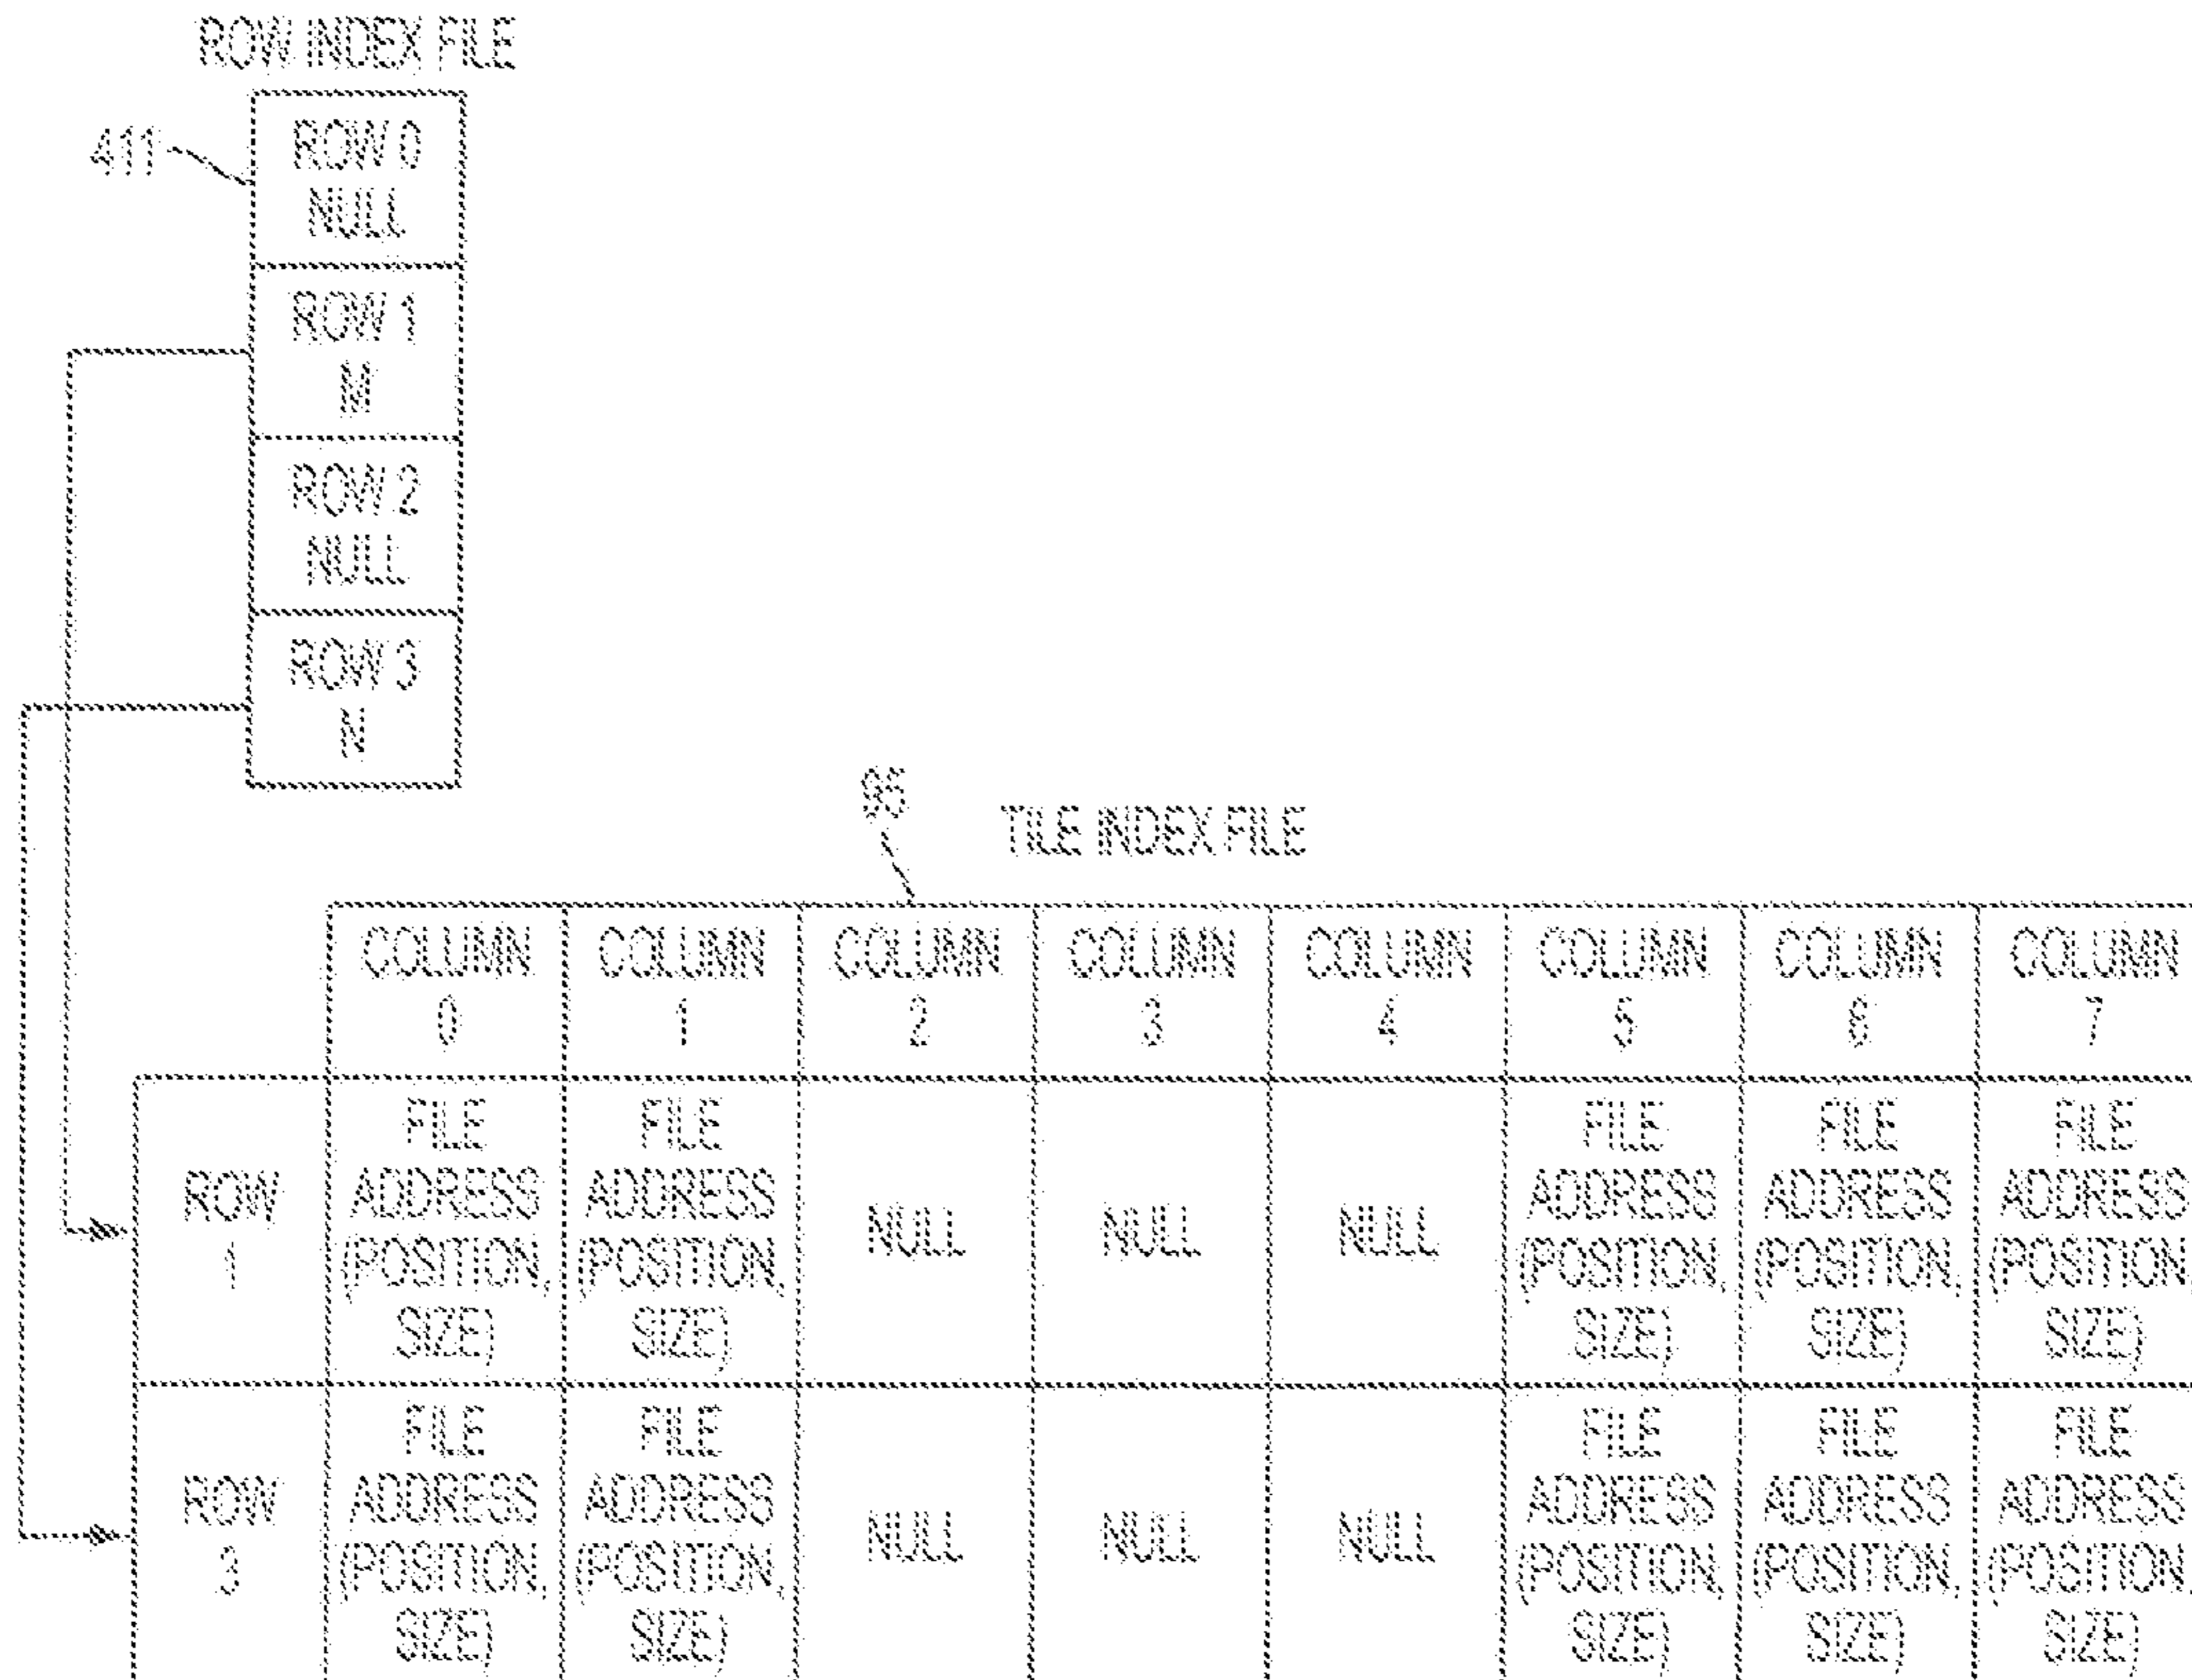 ROW INDEX FILE
411
ROW 0
NULL
ROW 1
M
ROW 2
NULL
ROW 3
N
95
TILE INDEX FILE
COLUMN
0
COLUMN
1
COLUMN
2
COLUMN
3
COLUMN
4
COLUMN
5
COLUMN
6
COLUMN
7
ROW
1
FILE
ADDRESS
(POSITION,
SIZE)
FILE
ADDRESS
(POSITION,
SIZE)
NULL
NULL
NULL
FILE
ADDRESS
(POSITION,
SIZE)
FILE
ADDRESS
(POSITION,
SIZE)
FILE
ADDRESS
(POSITION,
SIZE)
ROW
3
FILE
ADDRESS
(POSITION,
SIZE)
FILE
ADDRESS
(POSITION,
SIZE)
NULL
NULL
NULL
FILE
ADDRESS
(POSITION,
SIZE)
FILE
ADDRESS
(POSITION,
SIZE)
FILE
ADDRESS
(POSITION,
SIZE)